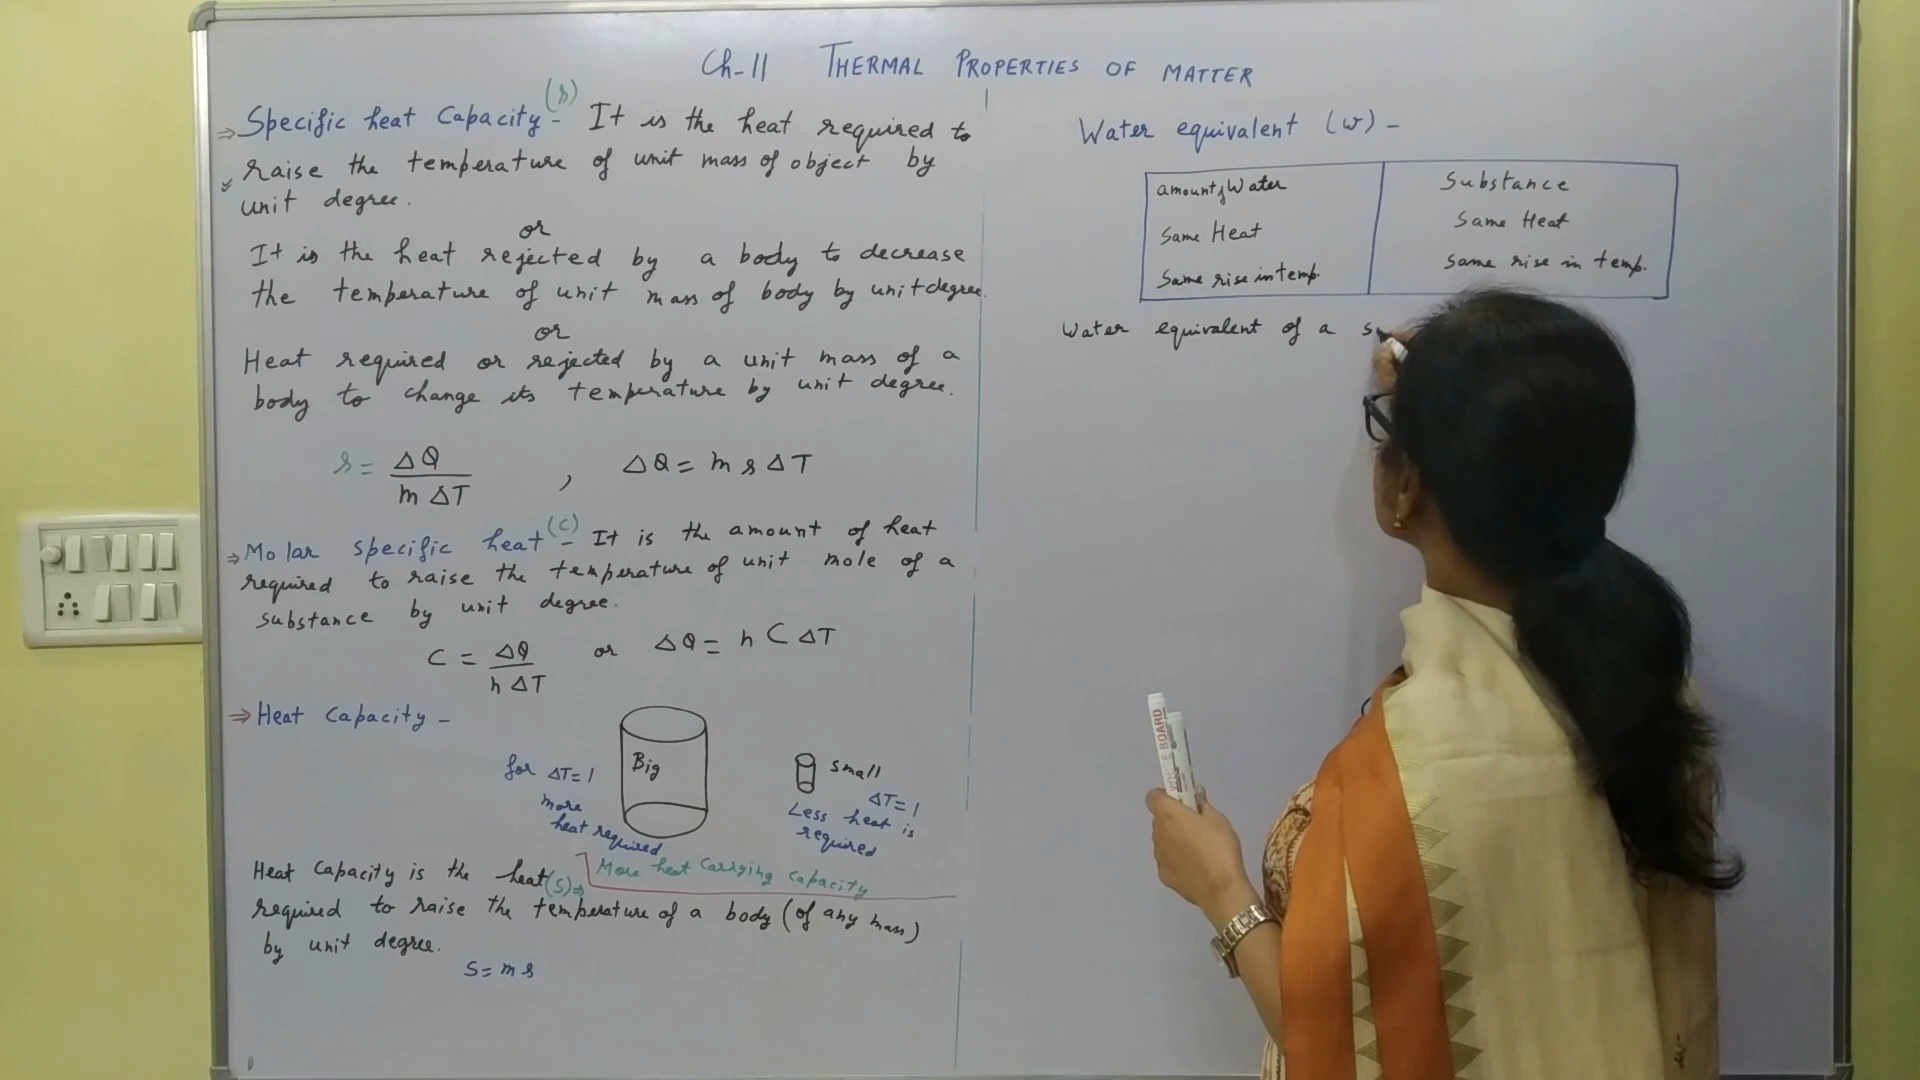 Ch-11 THERMAL PROPERTIES OF MATTER
⇒ Specific heat Capacity (s) - It is the heat required to
raise the temperature of unit mass of object by
unit degree.
or
It is the heat rejected by a body to decrease
the temperature of unit mass of body by unit degree.
or
Heat required or rejected by a unit mass of a
body to change its temperature by unit degree.
s = ΔQ / m ΔT , ΔQ = m s ΔT
⇒ Molar specific heat (C) - It is the amount of heat
required to raise the temperature of unit mole of a
substance by unit degree.
C = ΔQ / n ΔT or ΔQ = n C ΔT
⇒ Heat Capacity -
for ΔT = 1
more
heat required
Big
small
ΔT = 1
Less heat is
required
More heat carrying capacity
Heat Capacity is the heat (S)
required to raise the temperature of a body (of any mass)
by unit degree.
S = m s
Water equivalent (w) -
amount of Water
Same Heat
Same rise in temp.
Substance
Same Heat
Same rise in temp.
Water equivalent of a s
WHITE BOARD